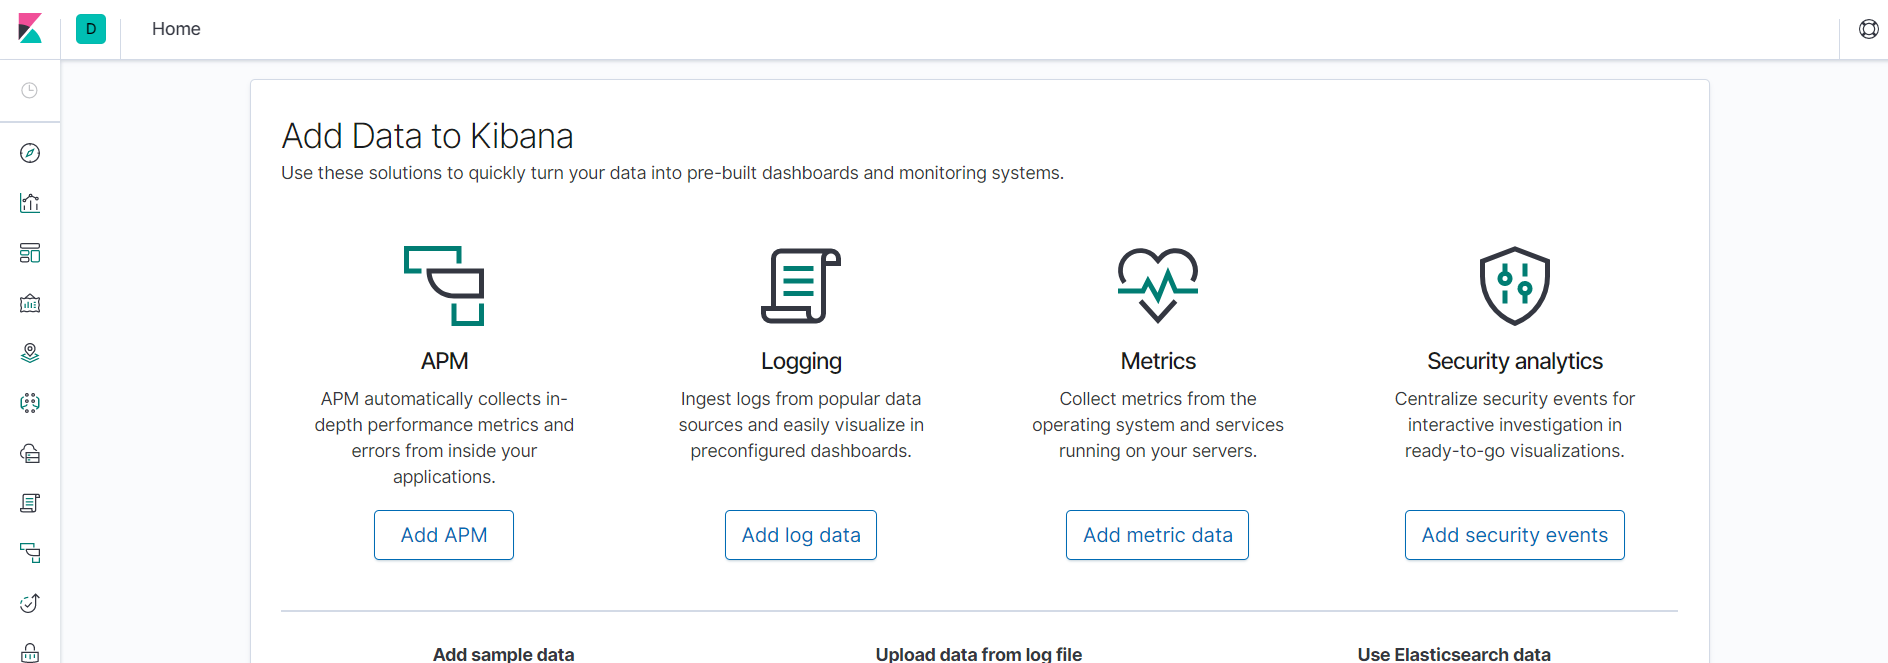 D
Home
Add Data to Kibana
Use these solutions to quickly turn your data into pre-built dashboards and monitoring systems.
APM
APM automatically collects in-
depth performance metrics and
errors from inside your
applications.
Add APM
Logging
Ingest logs from popular data
sources and easily visualize in
preconfigured dashboards.
Add log data
Metrics
Collect metrics from the
operating system and services
running on your servers.
Add metric data
Security analytics
Centralize security events for
interactive investigation in
ready-to-go visualizations.
Add security events
Add sample data
Upload data from log file
Use Elasticsearch data